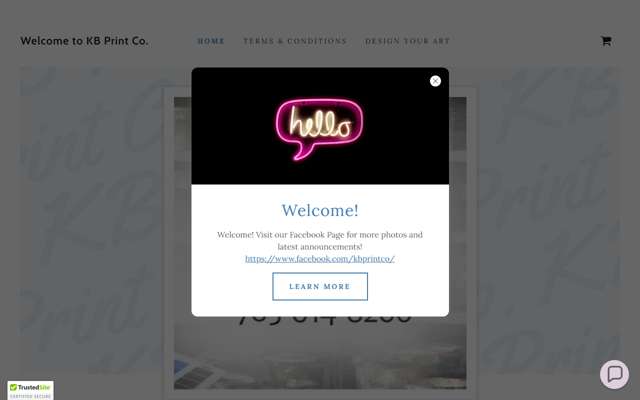 Welcome to KB Print Co.
HOME
TERMS & CONDITIONS
DESIGN YOUR ART
hello
Welcome!
Welcome! Visit our Facebook Page for more photos and
latest announcements!
https://www.facebook.com/kbprintco/
LEARN MORE
TrustedSite
CERTIFIED SECURE